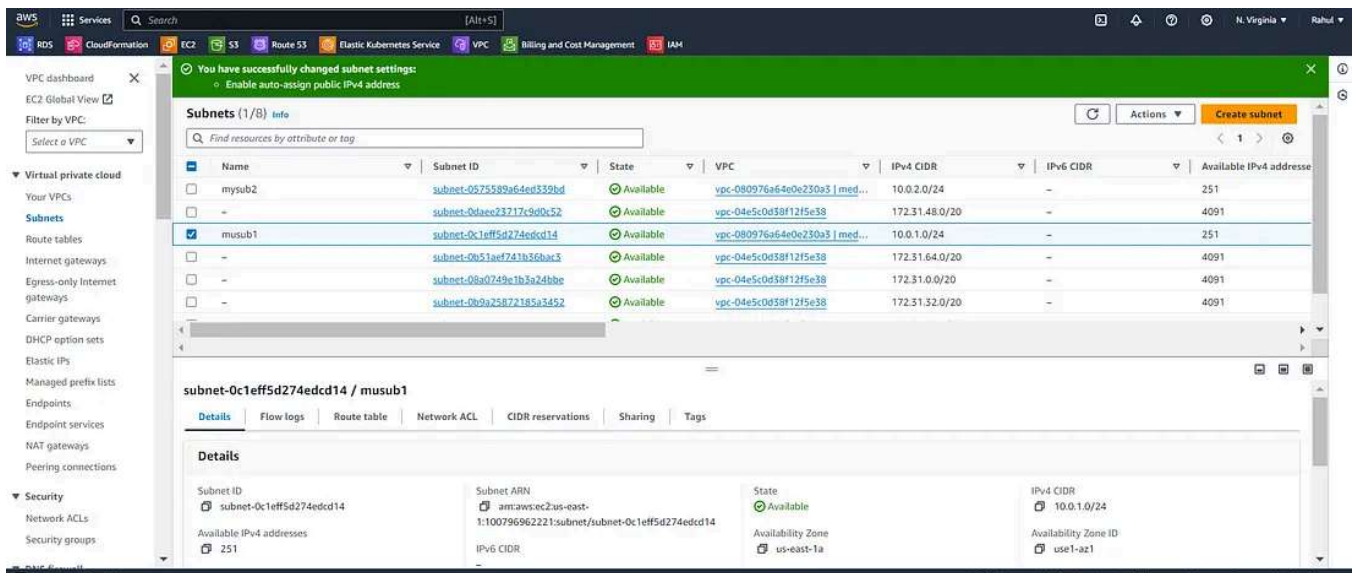 aws Services Search [Alt+S] N. Virginia Rahul
RDS CloudFormation EC2 S3 Route 53 Elastic Kubernetes Service VPC Billing and Cost Management IAM
VPC dashboard
EC2 Global View
Filter by VPC:
Select a VPC
Virtual private cloud
Your VPCs
Subnets
Route tables
Internet gateways
Egress-only Internet
gateways
Carrier gateways
DHCP option sets
Elastic IPs
Managed prefix lists
Endpoints
Endpoint services
NAT gateways
Peering connections
Security
Network ACLs
Security groups
You have successfully changed subnet settings:
Enable auto-assign public IPv4 address
Subnets (1/8) Info Actions Create subnet
Find resources by attribute or tag 1
Name Subnet ID State VPC IPv4 CIDR IPv6 CIDR Available IPv4 addresse
mysub2 subnet-0575589a64ed339bd Available vpc-080976a64e0e230a3 | med... 10.0.2.0/24 – 251
– subnet-0daee23717c9d0c52 Available vpc-04e5c0d38f12f5e38 172.31.48.0/20 – 4091
musub1 subnet-0c1eff5d274edcd14 Available vpc-080976a64e0e230a3 | med... 10.0.1.0/24 – 251
– subnet-0b51aef741b36bac3 Available vpc-04e5c0d38f12f5e38 172.31.64.0/20 – 4091
– subnet-08a0749e1b3a24bbe Available vpc-04e5c0d38f12f5e38 172.31.0.0/20 – 4091
– subnet-0b9a25872185a3452 Available vpc-04e5c0d38f12f5e38 172.31.32.0/20 – 4091
subnet-0c1eff5d274edcd14 / musub1
Details Flow logs Route table Network ACL CIDR reservations Sharing Tags
Details
Subnet ID
subnet-0c1eff5d274edcd14
Available IPv4 addresses
251
Subnet ARN
arn:aws:ec2:us-east-
1:100796962221:subnet/subnet-0c1eff5d274edcd14
IPv6 CIDR
–
State
Available
Availability Zone
us-east-1a
IPv4 CIDR
10.0.1.0/24
Availability Zone ID
use1-az1